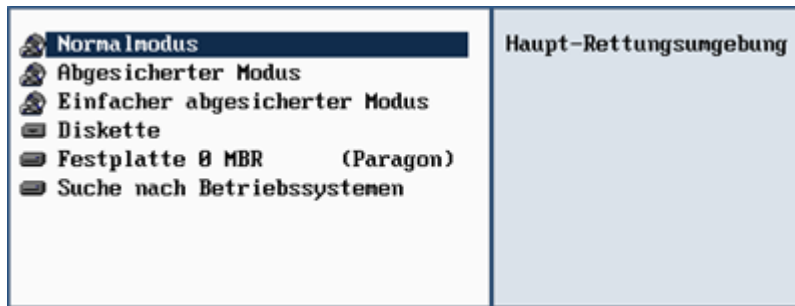 Normalmodus
Abgesicherter Modus
Einfacher abgesicherter Modus
Diskette
Festplatte 0 MBR (Paragon)
Suche nach Betriebssystemen
Haupt-Rettungsumgebung